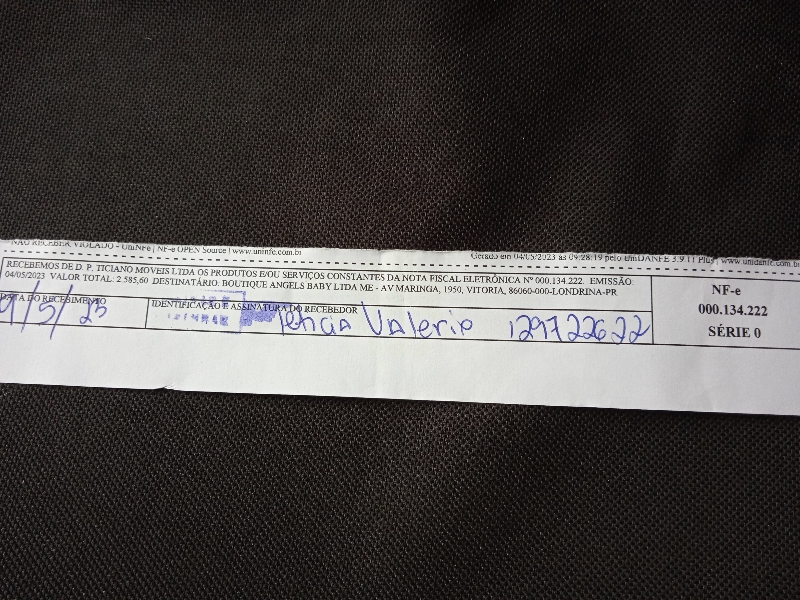 NAO RECEBER VIOLADO - UniNFe | NF-e OPEN Source | www.uninfe.com.br
Gerado em 04/05/2023 as 09:28:19 pelo UniDANFE 3.9.11 Plus | www.unidanfe.com.br
RECEBEMOS DE D. P. TICIANO MOVEIS LTDA OS PRODUTOS E/OU SERVIÇOS CONSTANTES DA NOTA FISCAL ELETRÔNICA Nº 000.134.222. EMISSÃO:
04/05/2023 VALOR TOTAL: 2.585,60 DESTINATÁRIO: BOUTIQUE ANGELS BABY LTDA ME - AV MARINGA, 1950, VITORIA, 86060-000-LONDRINA-PR
DATA DO RECEBIMENTO
9/5/23
IDENTIFICAÇÃO E ASSINATURA DO RECEBEDOR
Valerio 129722622
NF-e
000.134.222
SÉRIE 0